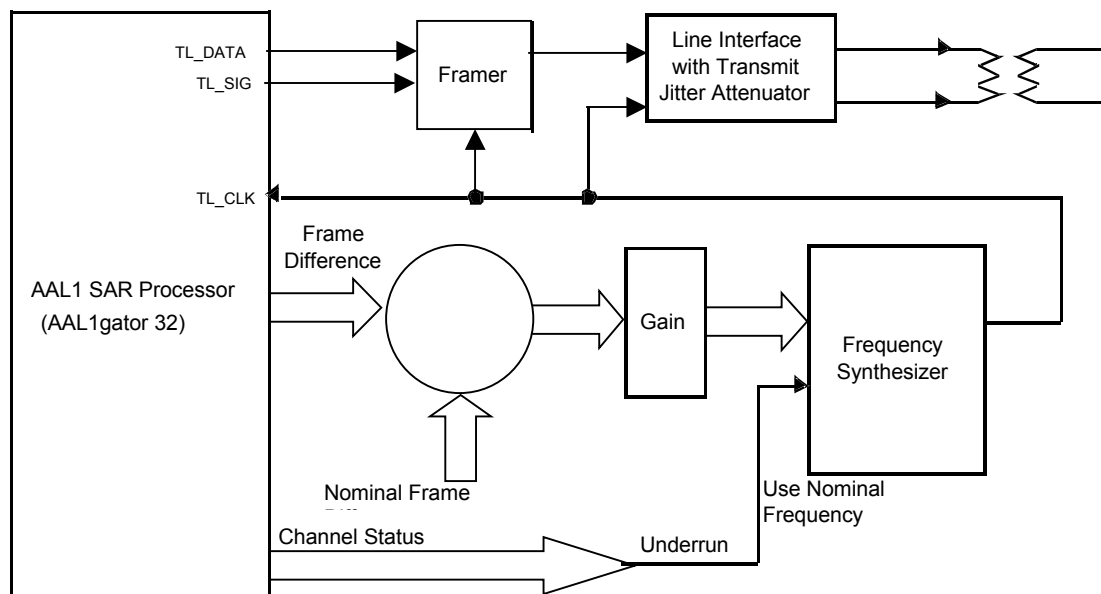 TL_DATA
TL_SIG
Framer
Line Interface
with Transmit
Jitter Attenuator
TL_CLK
Frame
Difference
AAL1 SAR Processor
(AAL1gator 32)
Gain
Frequency
Synthesizer
Nominal Frame
Use Nominal
Frequency
Channel Status
Underrun